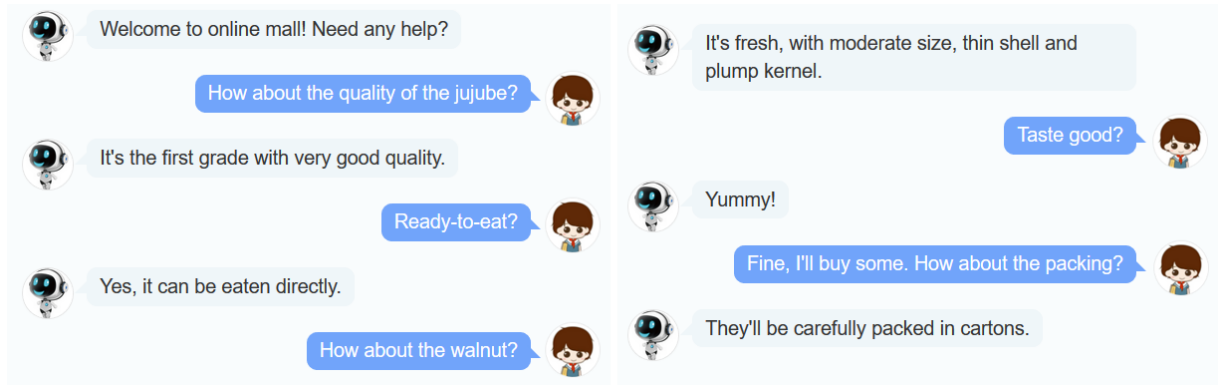 Welcome to online mall! Need any help?
How about the quality of the jujube?
It's the first grade with very good quality.
Ready-to-eat?
Yes, it can be eaten directly.
How about the walnut?
It's fresh, with moderate size, thin shell and
plump kernel.
Taste good?
Yummy!
Fine, I'll buy some. How about the packing?
They'll be carefully packed in cartons.